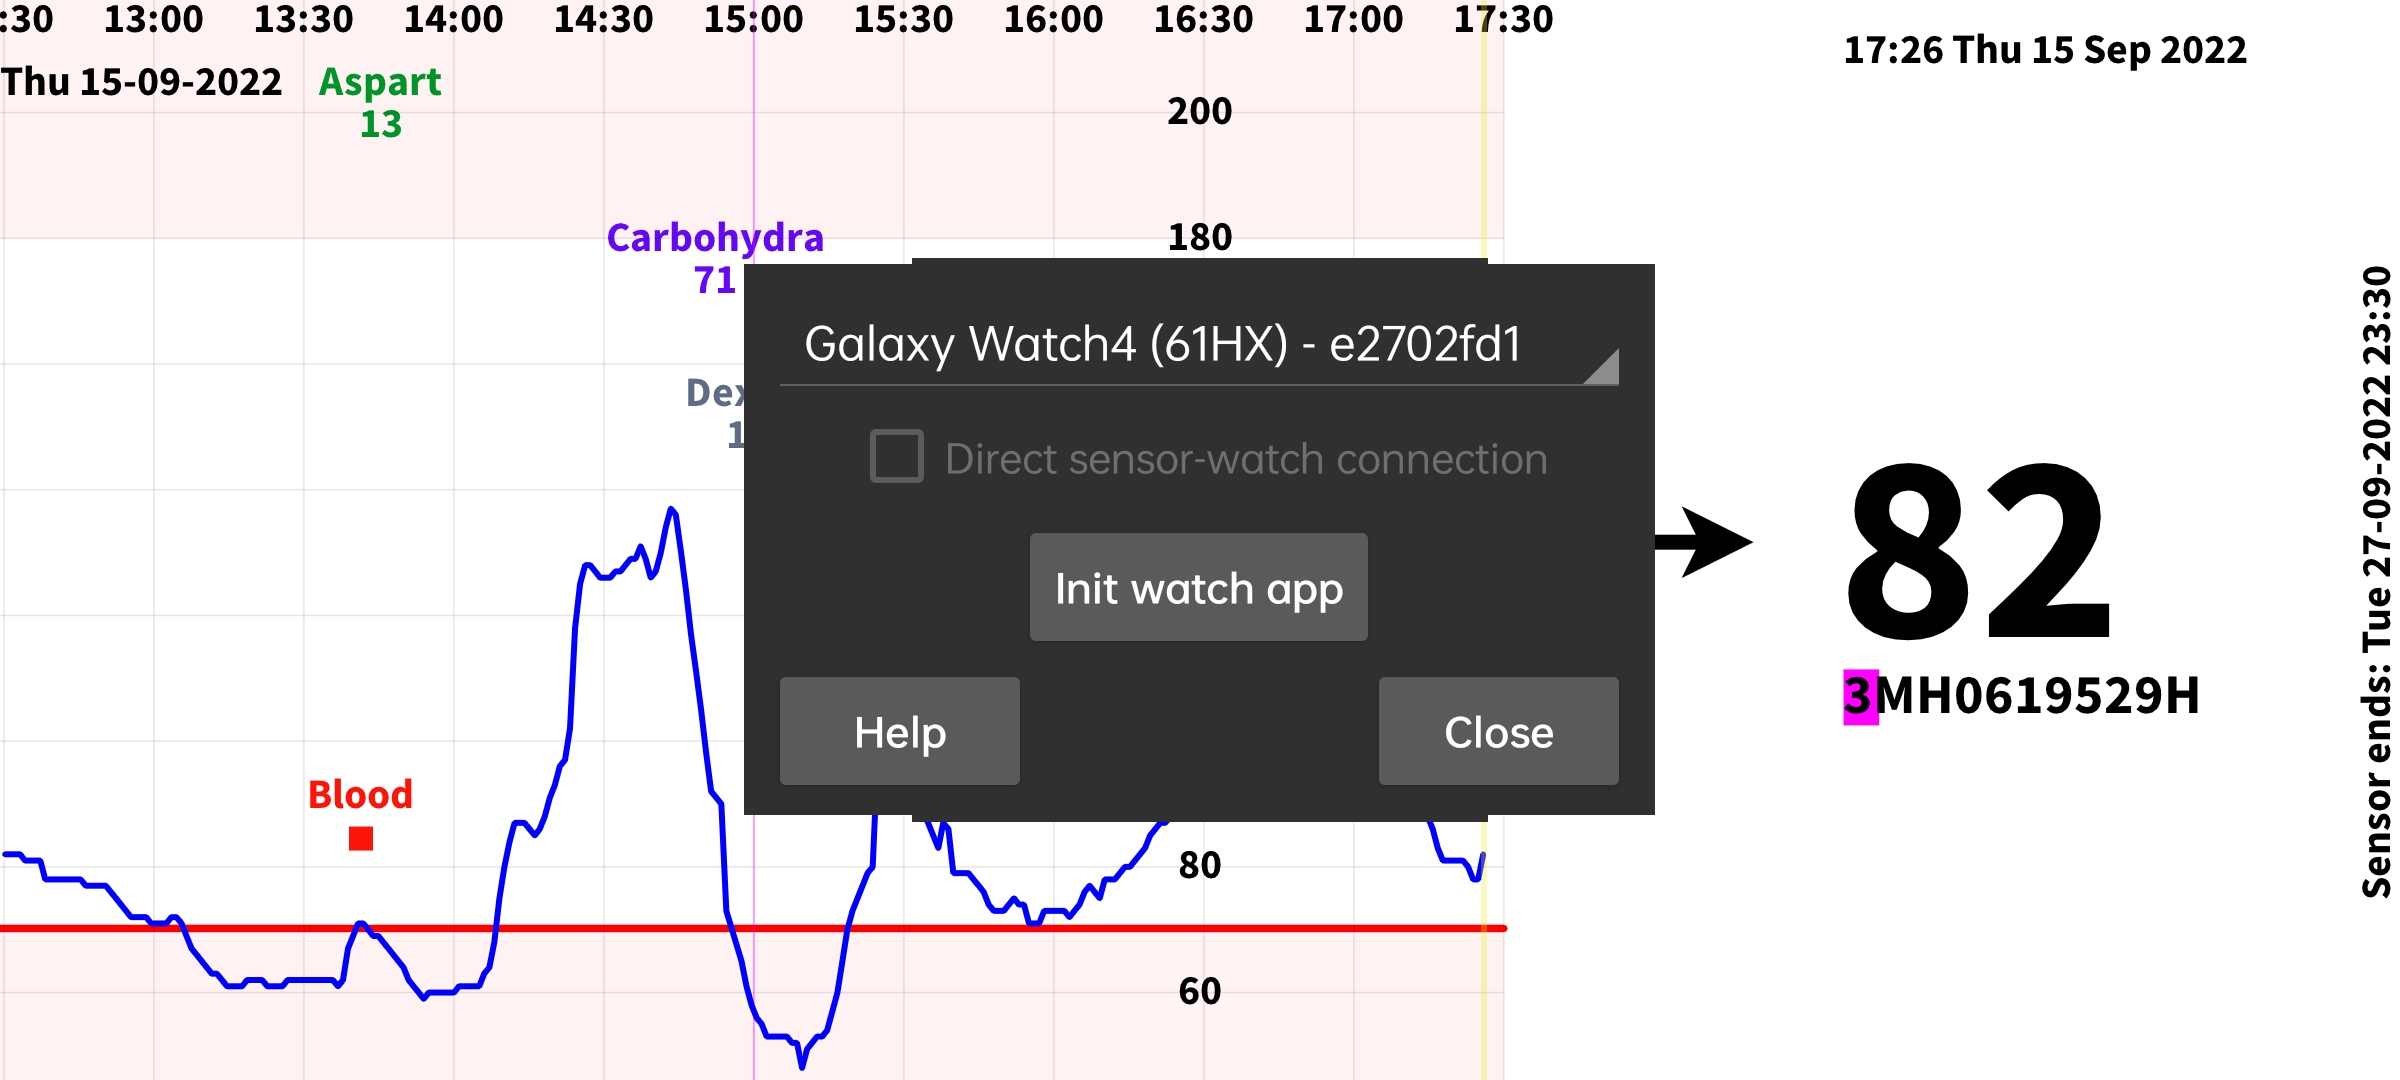 :30 13:00 13:30 14:00 14:30 15:00 15:30 16:00 16:30 17:00 17:30
17:26 Thu 15 Sep 2022
Thu 15-09-2022
Aspart
13
200
Carbohydra
71
180
Galaxy Watch4 (61HX) - e2702fd1
Dex
1
Direct sensor-watch connection
Init watch app
82
3MH0619529H
Help
Close
Blood
80
60
Sensor ends: Tue 27-09-2022 23:30